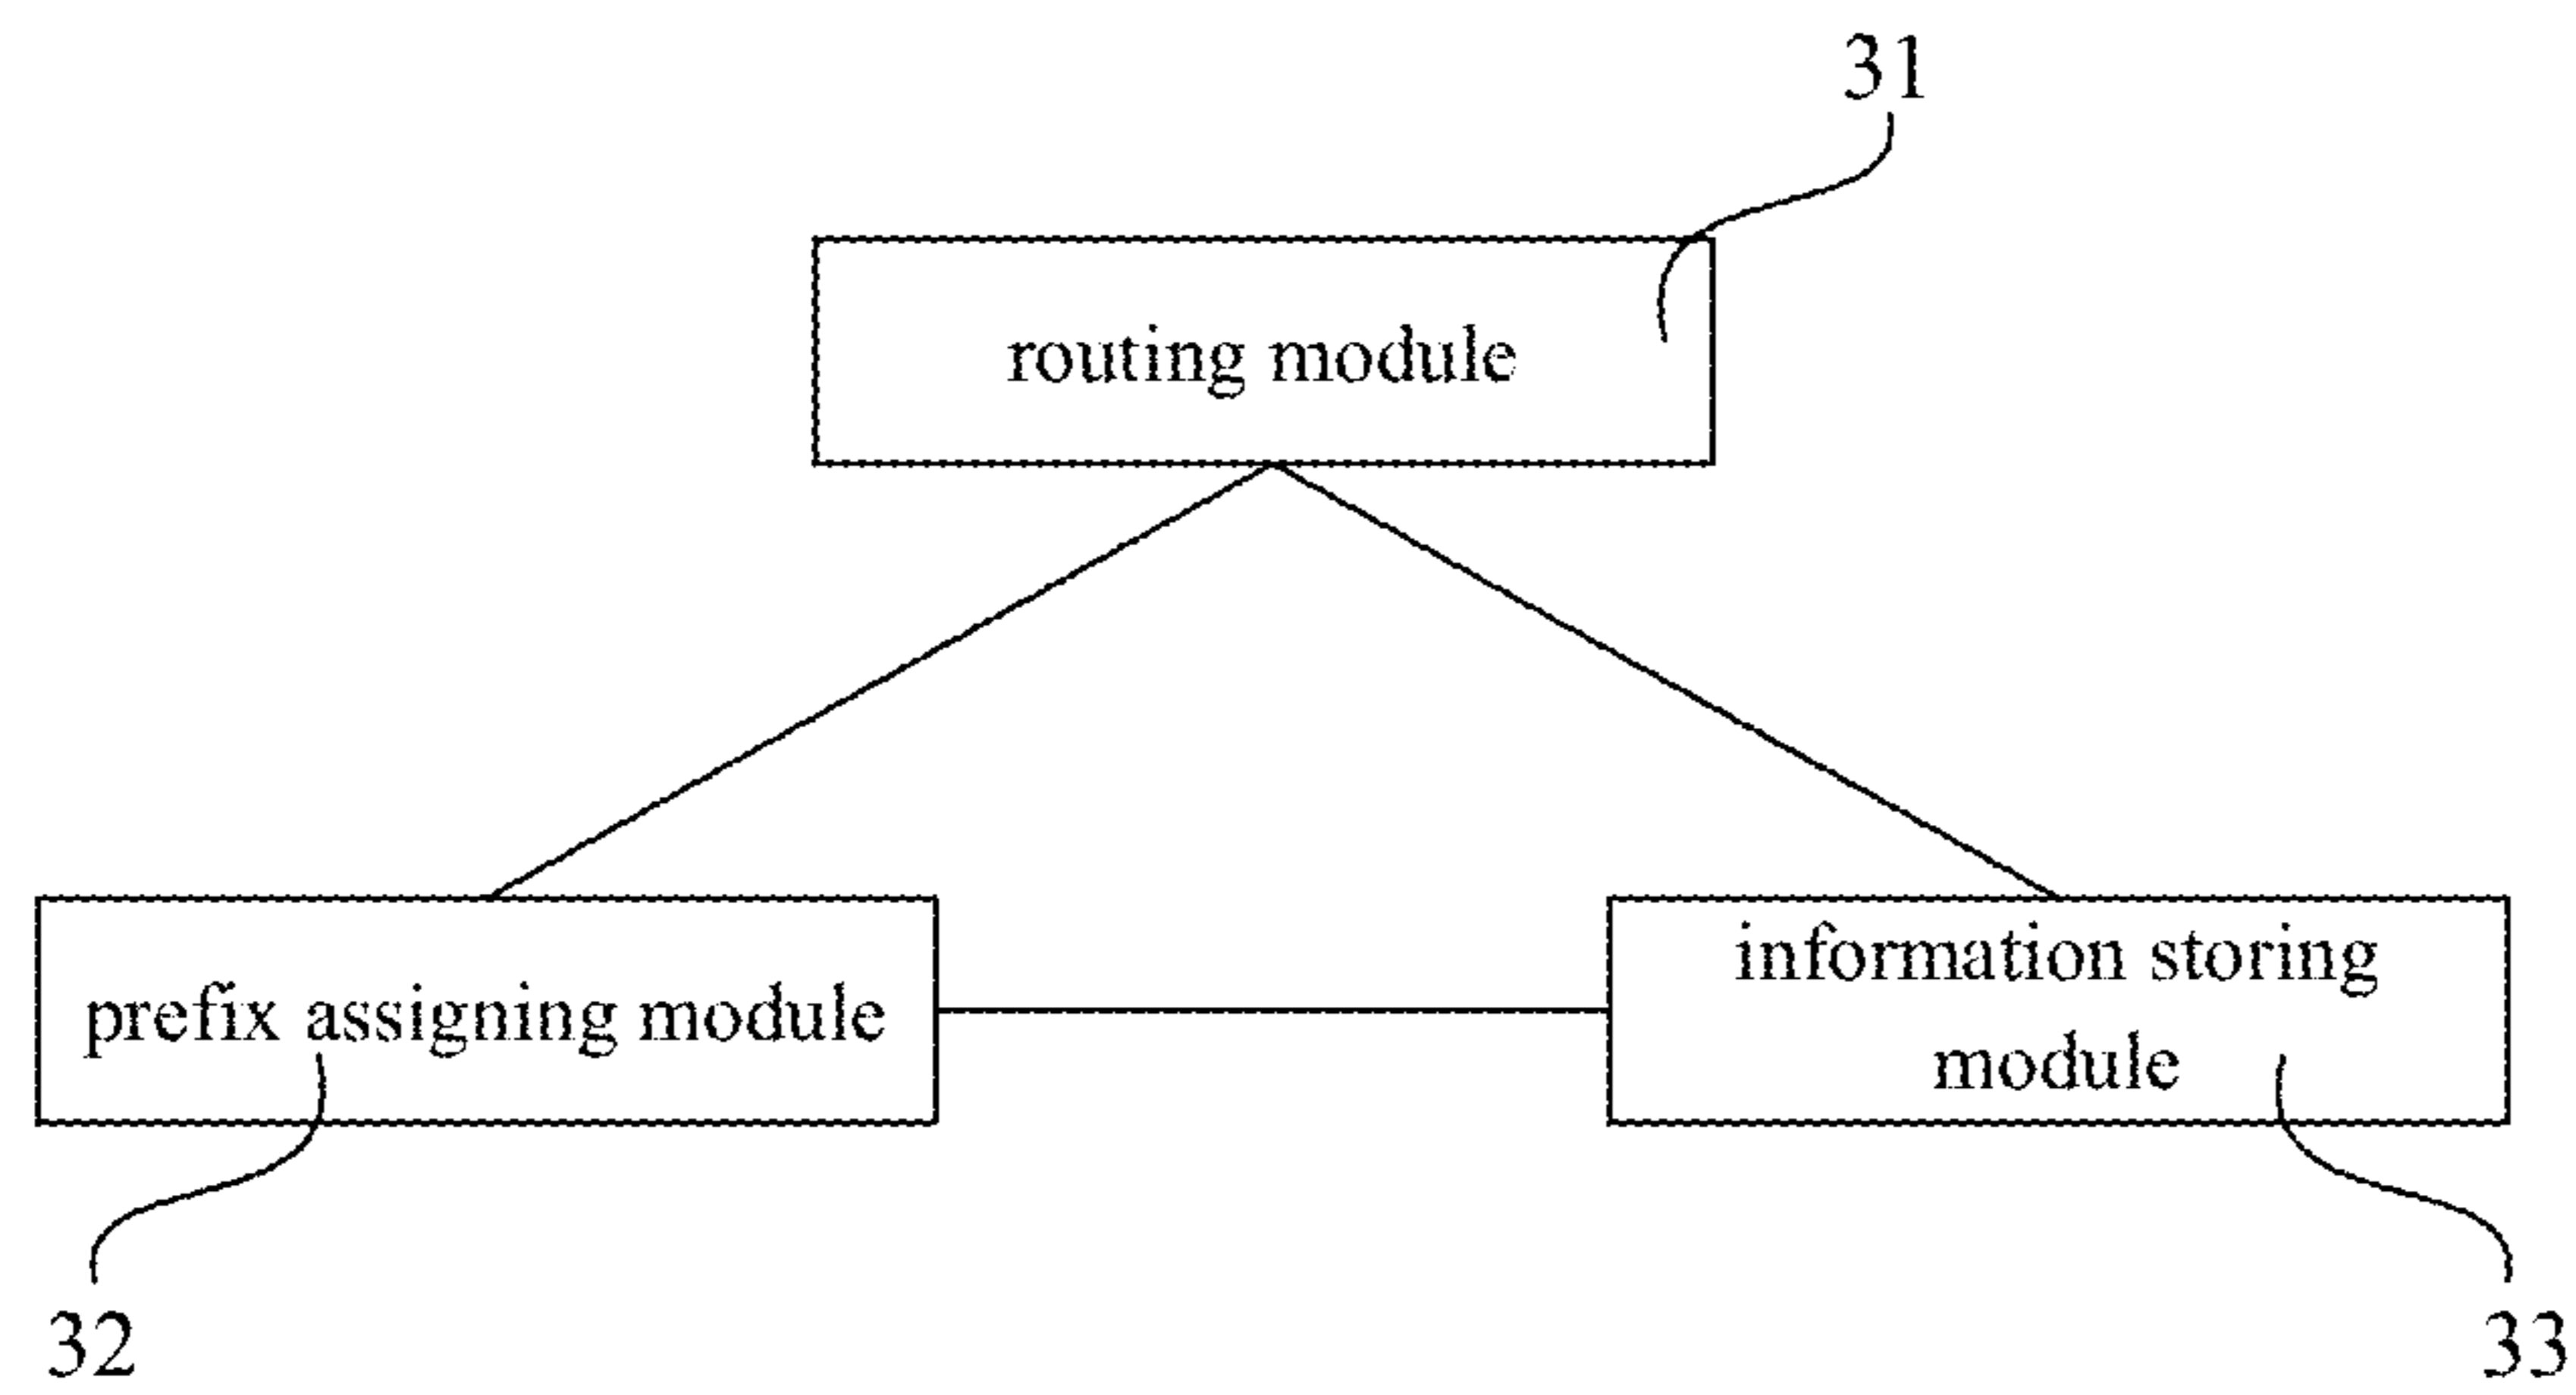 31
routing module
prefix assigning module
information storing
module
32
33